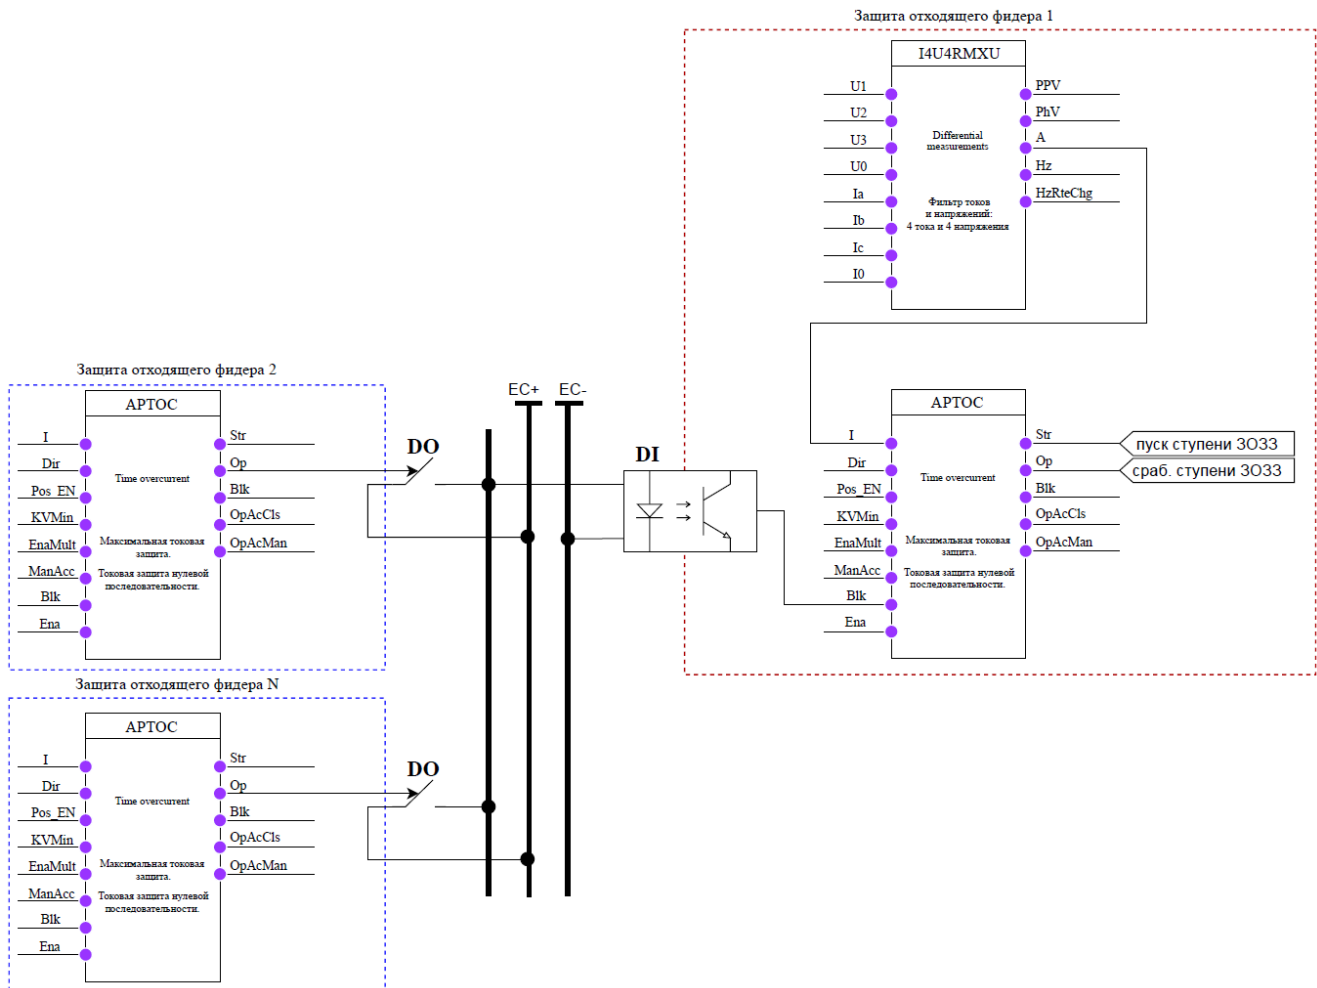 Защита отходящего фидера 1
I4U4RMXU
U1
U2
U3
U0
Ia
Ib
Ic
I0
Differential
measurements
Фильтр токов
и напряжений:
4 тока и 4 напряжения
PPV
PhV
A
Hz
HzRteChg
Защита отходящего фидера 2
APTOC
I
Dir
Pos_EN
KVMin
EnaMult
ManAcc
Blk
Ena
Time overcurrent
Максимальная токовая
защита.
Токовая защита нулевой
последовательности.
Str
Op
Blk
OpAcCls
OpAcMan
DO
EC+
EC-
DI
APTOC
I
Dir
Pos_EN
KVMin
EnaMult
ManAcc
Blk
Ena
Time overcurrent
Максимальная токовая
защита.
Токовая защита нулевой
последовательности.
Str
Op
Blk
OpAcCls
OpAcMan
пуск ступени ЗОЗЗ
сраб. ступени ЗОЗЗ
Защита отходящего фидера N
APTOC
I
Dir
Pos_EN
KVMin
EnaMult
ManAcc
Blk
Ena
Time overcurrent
Максимальная токовая
защита.
Токовая защита нулевой
последовательности.
Str
Op
Blk
OpAcCls
OpAcMan
DO